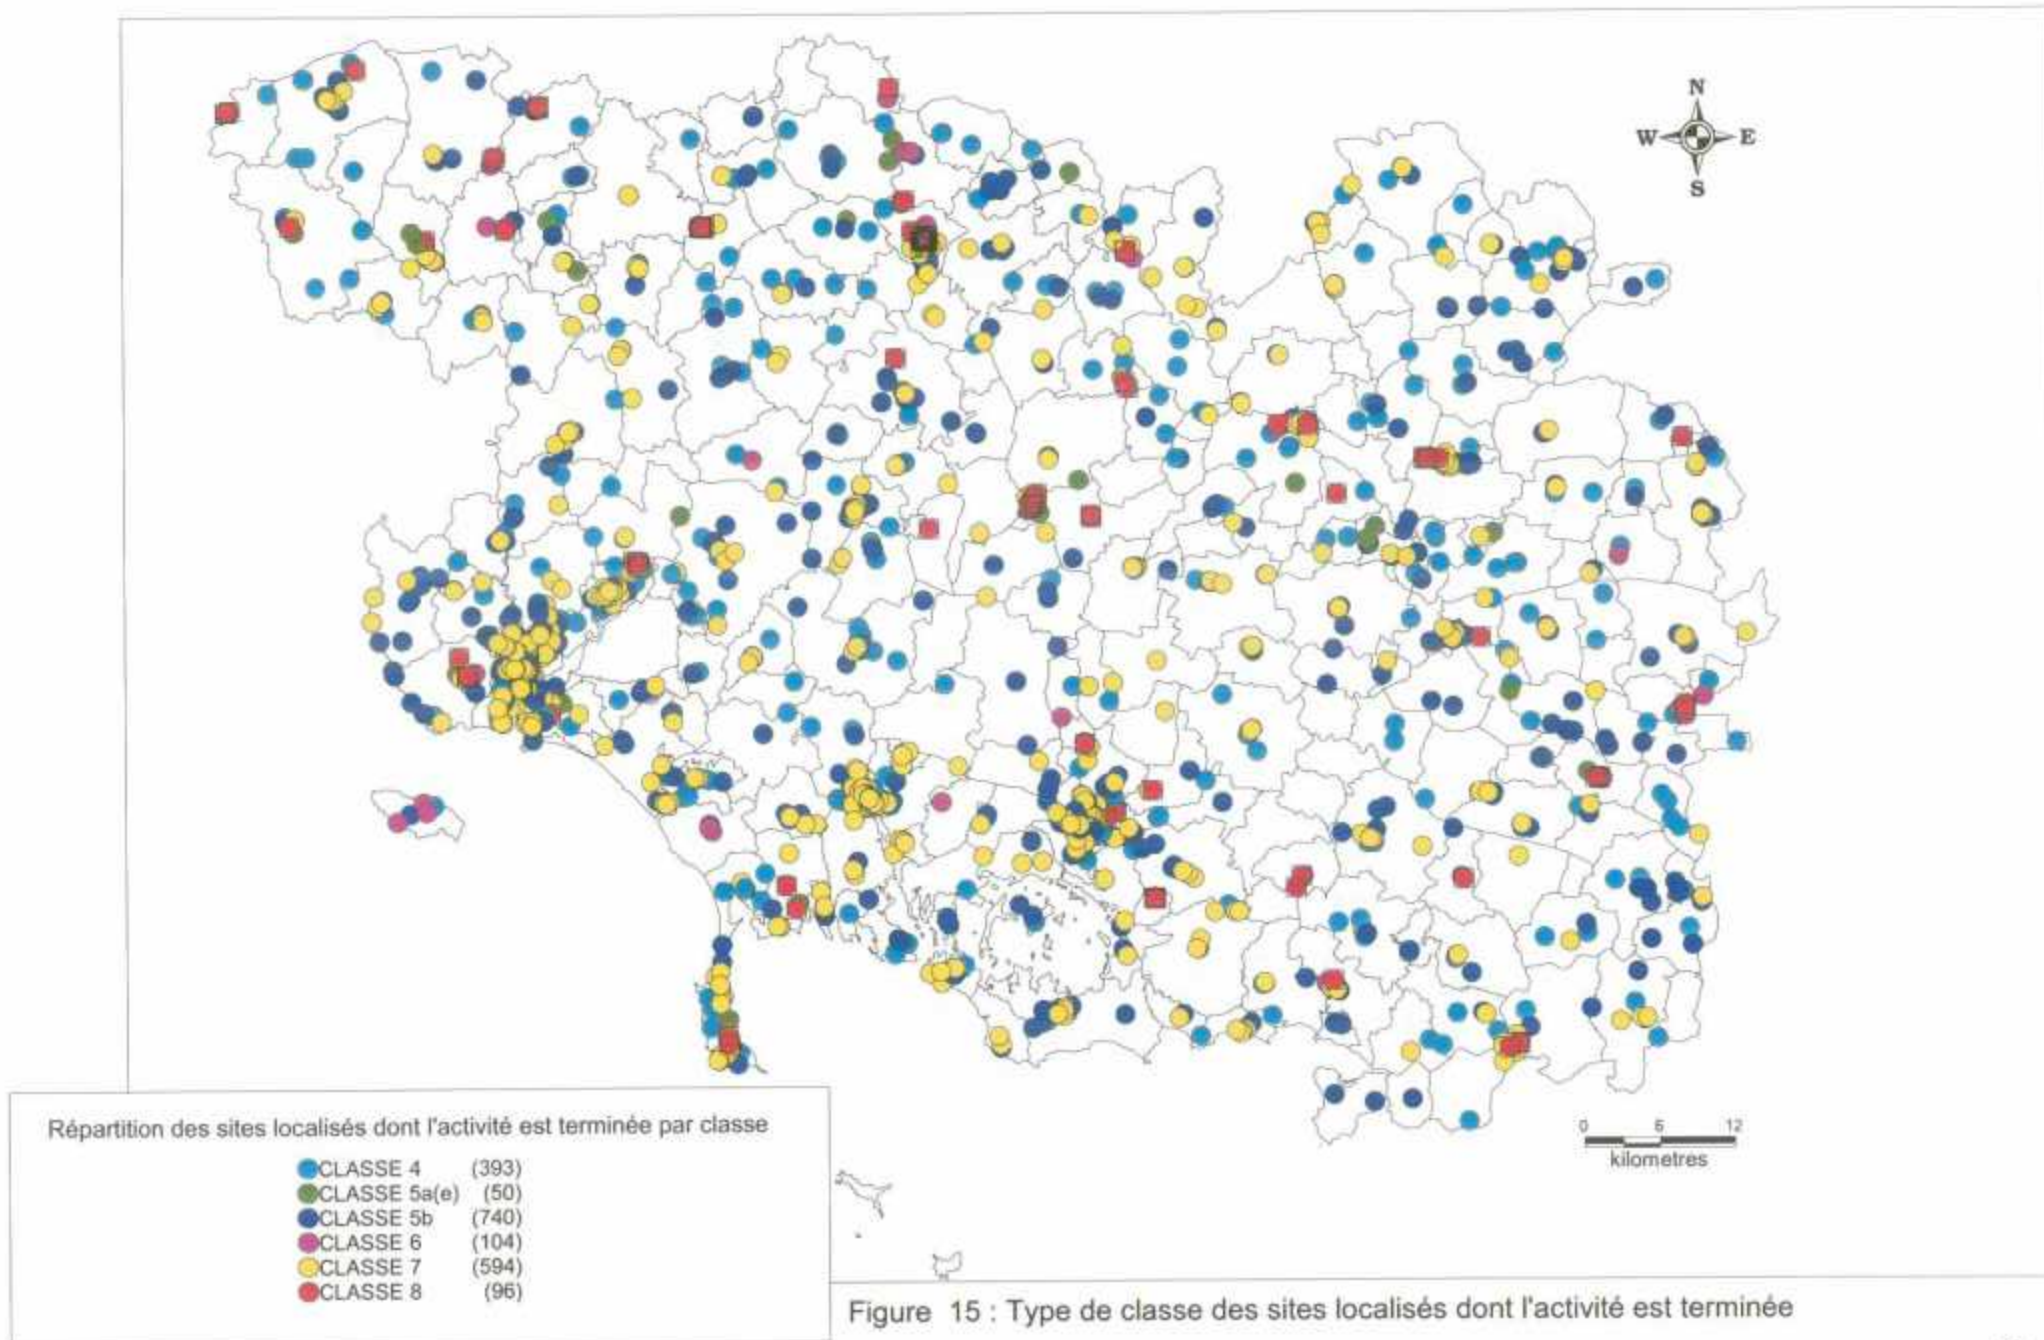 N
W E
S
0 6 12
kilometres
Répartition des sites localisés dont l'activité est terminée par classe
CLASSE 4 (393)
CLASSE 5a(e) (50)
CLASSE 5b (740)
CLASSE 6 (104)
CLASSE 7 (594)
CLASSE 8 (96)
Figure 15 : Type de classe des sites localisés dont l'activité est terminée